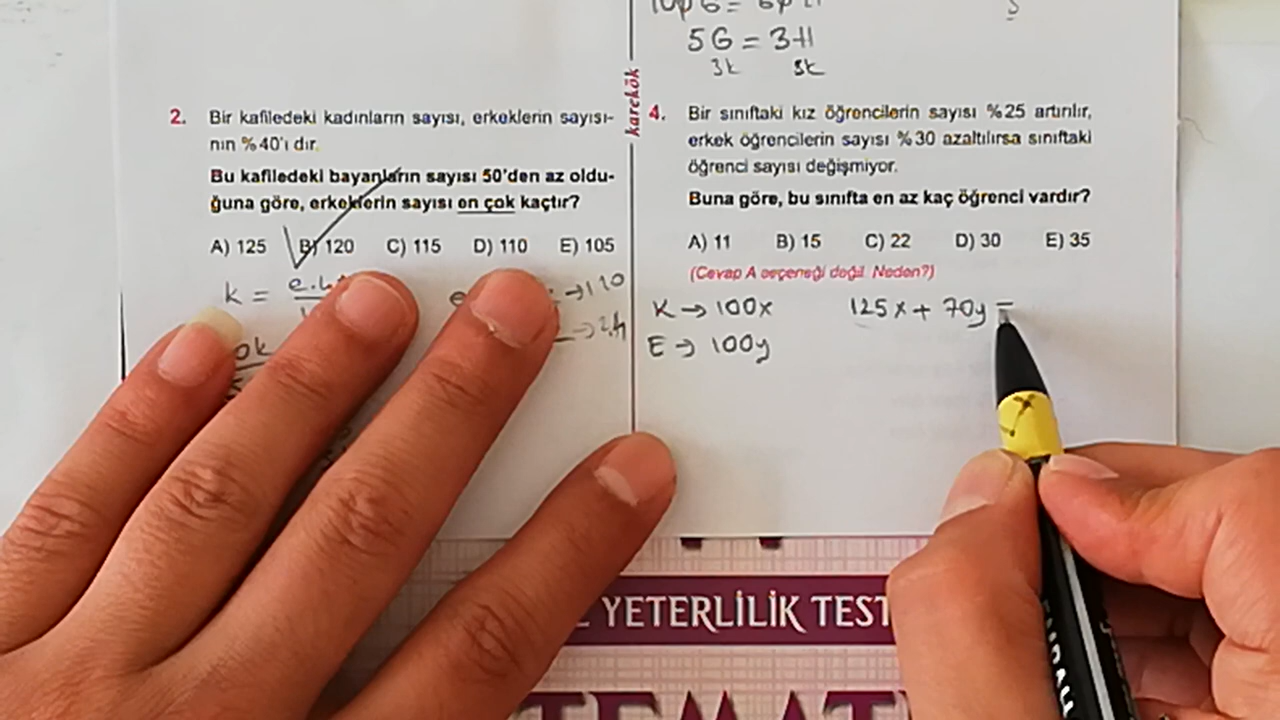 2. Bir kafiledeki kadınların sayısı, erkeklerin sayısı-
nın %40'ı dır.
Bu kafiledeki bayanların sayısı 50'den az oldu-
ğuna göre, erkeklerin sayısı en çok kaçtır?
A) 125 B) 120 C) 115 D) 110 E) 105
k =
karekök
5G = 3H
3k 5k
4. Bir sınıftaki kız öğrencilerin sayısı %25 artırılır,
erkek öğrencilerin sayısı %30 azaltılırsa sınıftaki
öğrenci sayısı değişmiyor.
Buna göre, bu sınıfta en az kaç öğrenci vardır?
A) 11 B) 15 C) 22 D) 30 E) 35
(Cevap A seçeneği değil. Neden?)
K → 100x 125x + 70y =
E → 100y
YETERLİLİK TEST